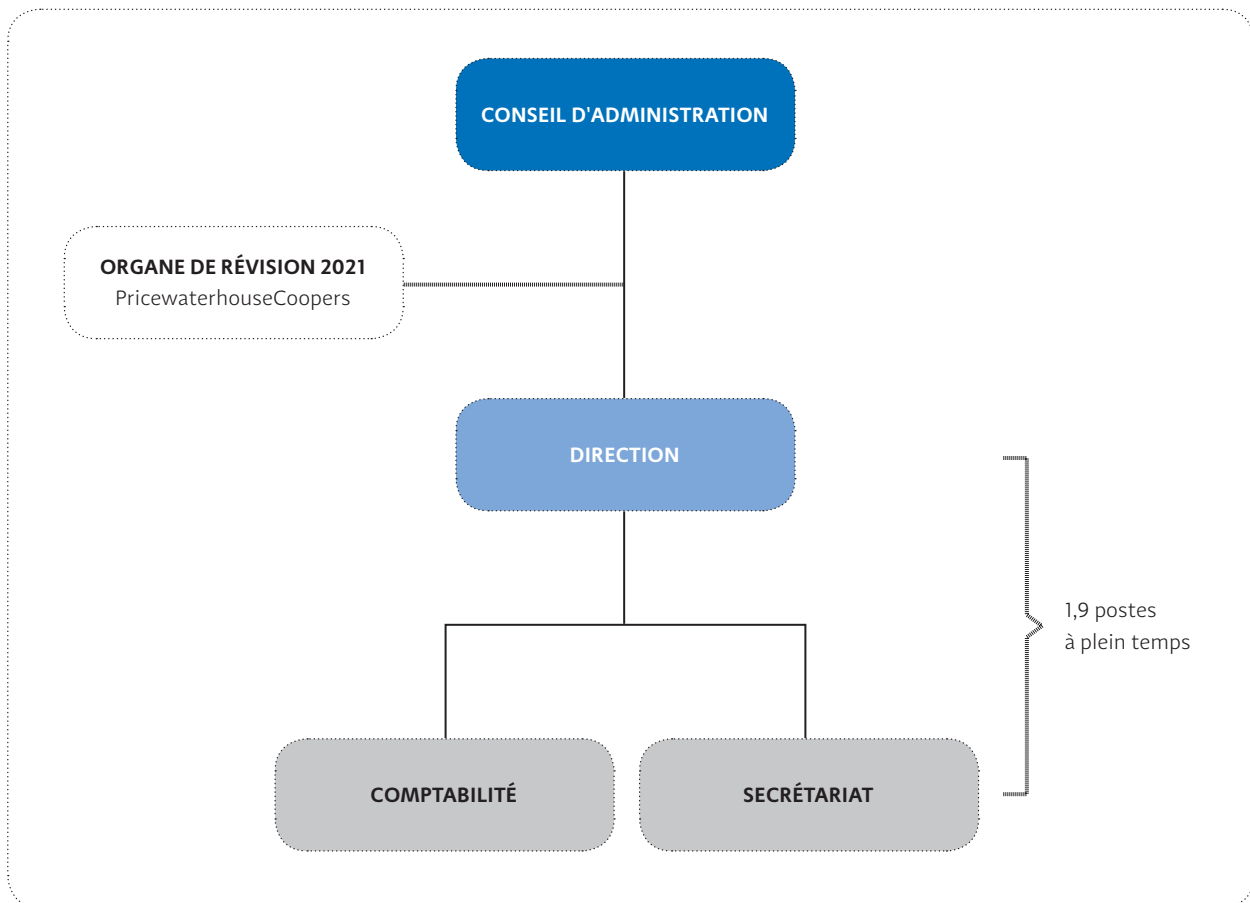 CONSEIL D'ADMINISTRATION
ORGANE DE RÉVISION 2021
PricewaterhouseCoopers
DIRECTION
1,9 postes
à plein temps
COMPTABILITÉ
SECRÉTARIAT